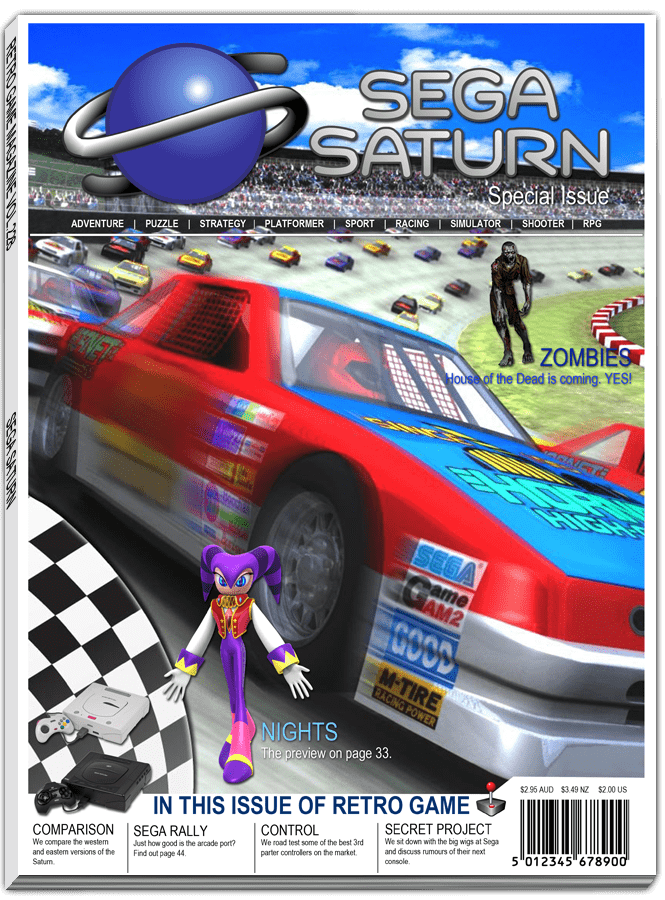 SEGA
SATURN
Special Issue
ADVENTURE | PUZZLE | STRATEGY | PLATFORMER | SPORT | RACING | SIMULATOR | SHOOTER | RPG
ZOMBIES
House of the Dead is coming. YES!
SEGA
Game
AM2
GOOD
M-TIRE
RACING POWER
NIGHTS
The preview on page 33.
IN THIS ISSUE OF RETRO GAME
COMPARISON
We compare the western
and eastern versions of the
Saturn.
SEGA RALLY
Just how good is the arcade port?
Find out page 44.
CONTROL
We road test some of the best 3rd
parter controllers on the market.
SECRET PROJECT
We sit down with the big wigs at Sega
and discuss rumours of their next
console.
$2.95 AUD $3.49 NZ $2.00 US
5 012345 678900
SEGA SATURN